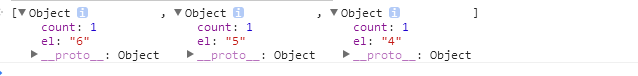 [▼Object i , ▼Object i , ▼Object i ]
count: 1 count: 1 count: 1
el: "6" el: "5" el: "4"
▶__proto__: Object ▶__proto__: Object ▶__proto__: Object